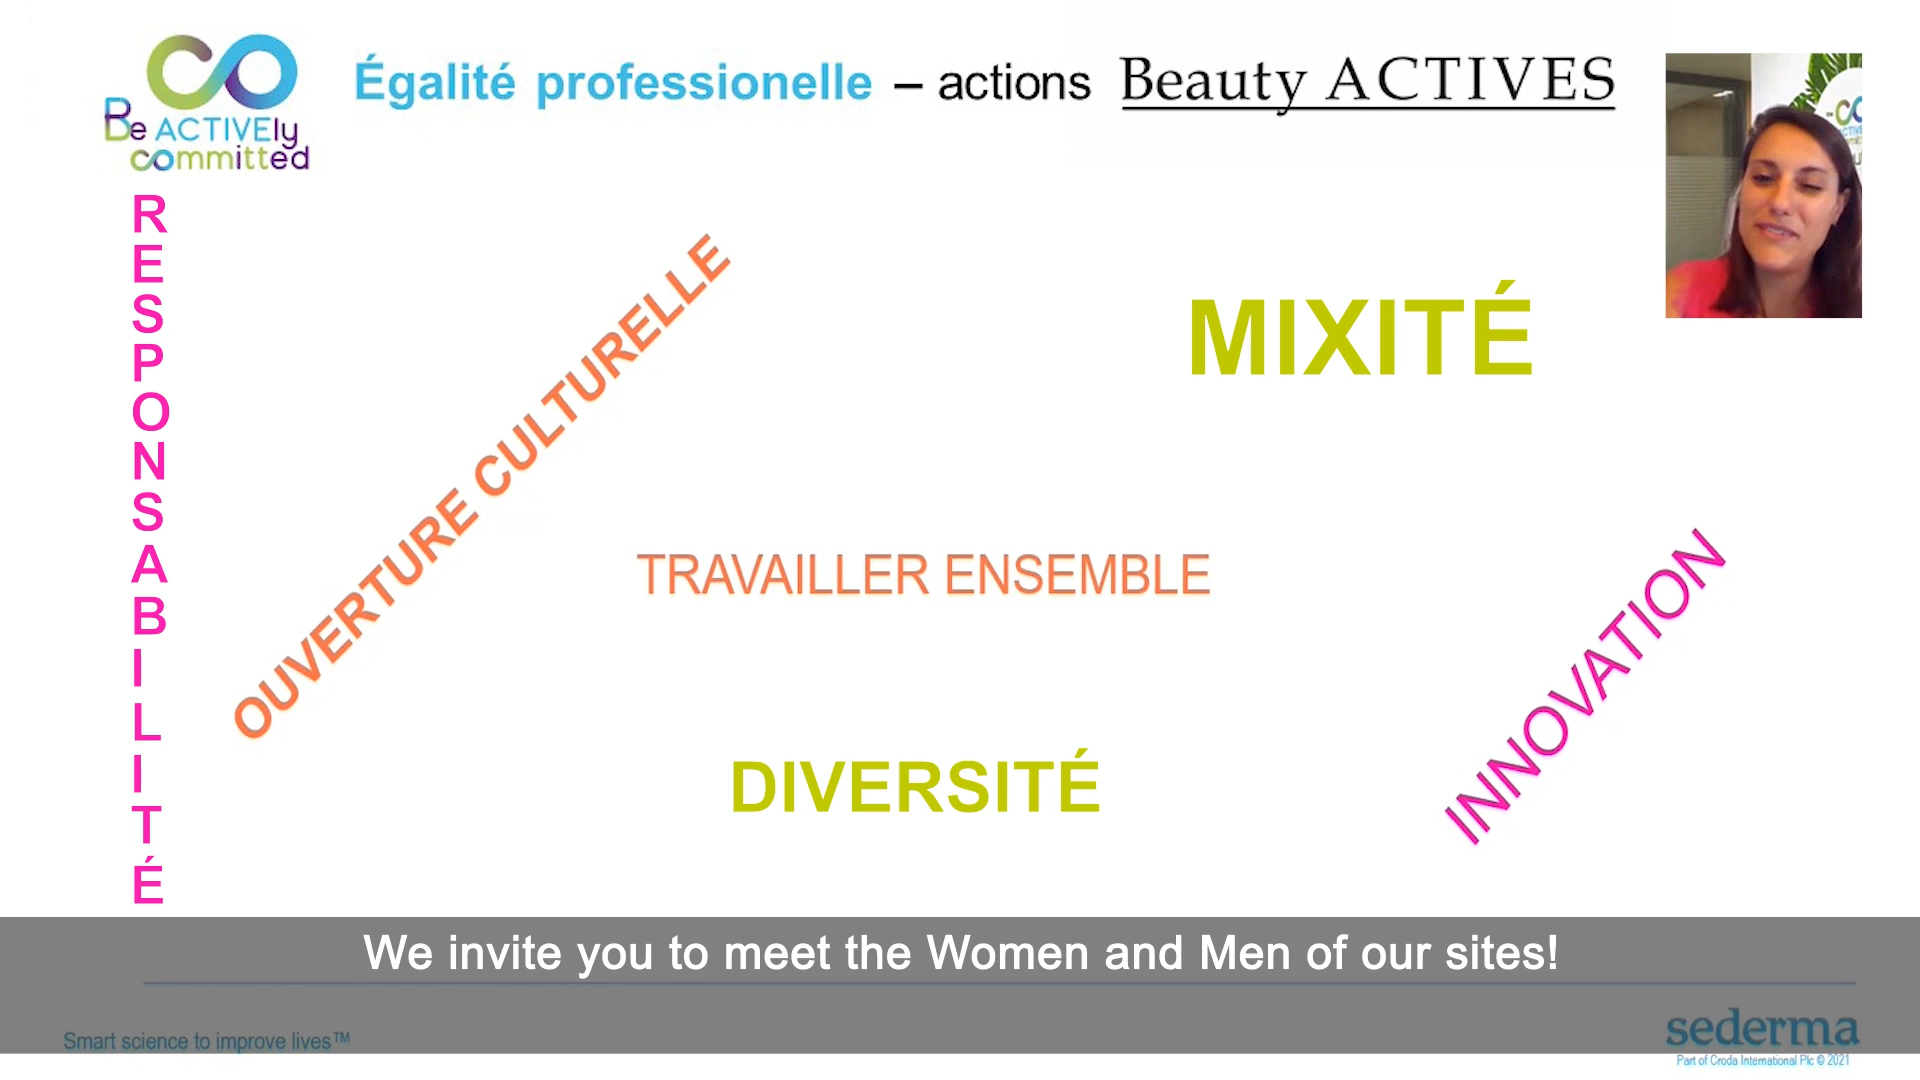 Be ACTIVEly
committed
Égalité professionelle – actions Beauty ACTIVES
RESPONSABILITÉ
OUVERTURE CULTURELLE
MIXITÉ
TRAVAILLER ENSEMBLE
INNOVATION
DIVERSITÉ
We invite you to meet the Women and Men of our sites!
Smart science to improve lives™
sederma
Part of Croda International Plc © 2021